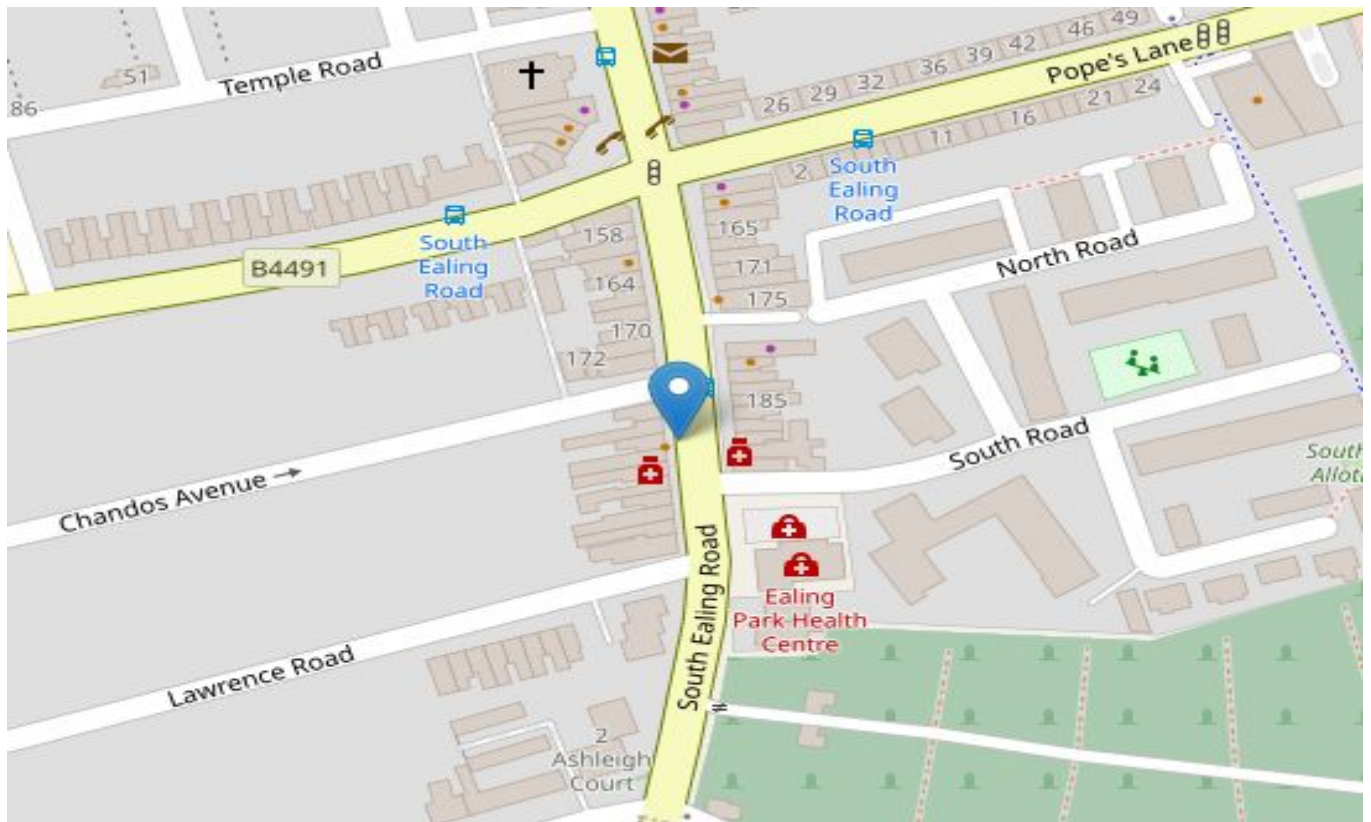 49
46
42
39
36
32
29
26
Pope's Lane
24
21
16
11
2
Temple Road
51
86
South
Ealing
Road
158
165
B4491
South
Ealing
Road
North Road
171
164
175
170
172
185
South Road
South
Allot
Chandos Avenue →
South Ealing Road
Ealing
Park Health
Centre
Lawrence Road
2
Ashleigh
Court